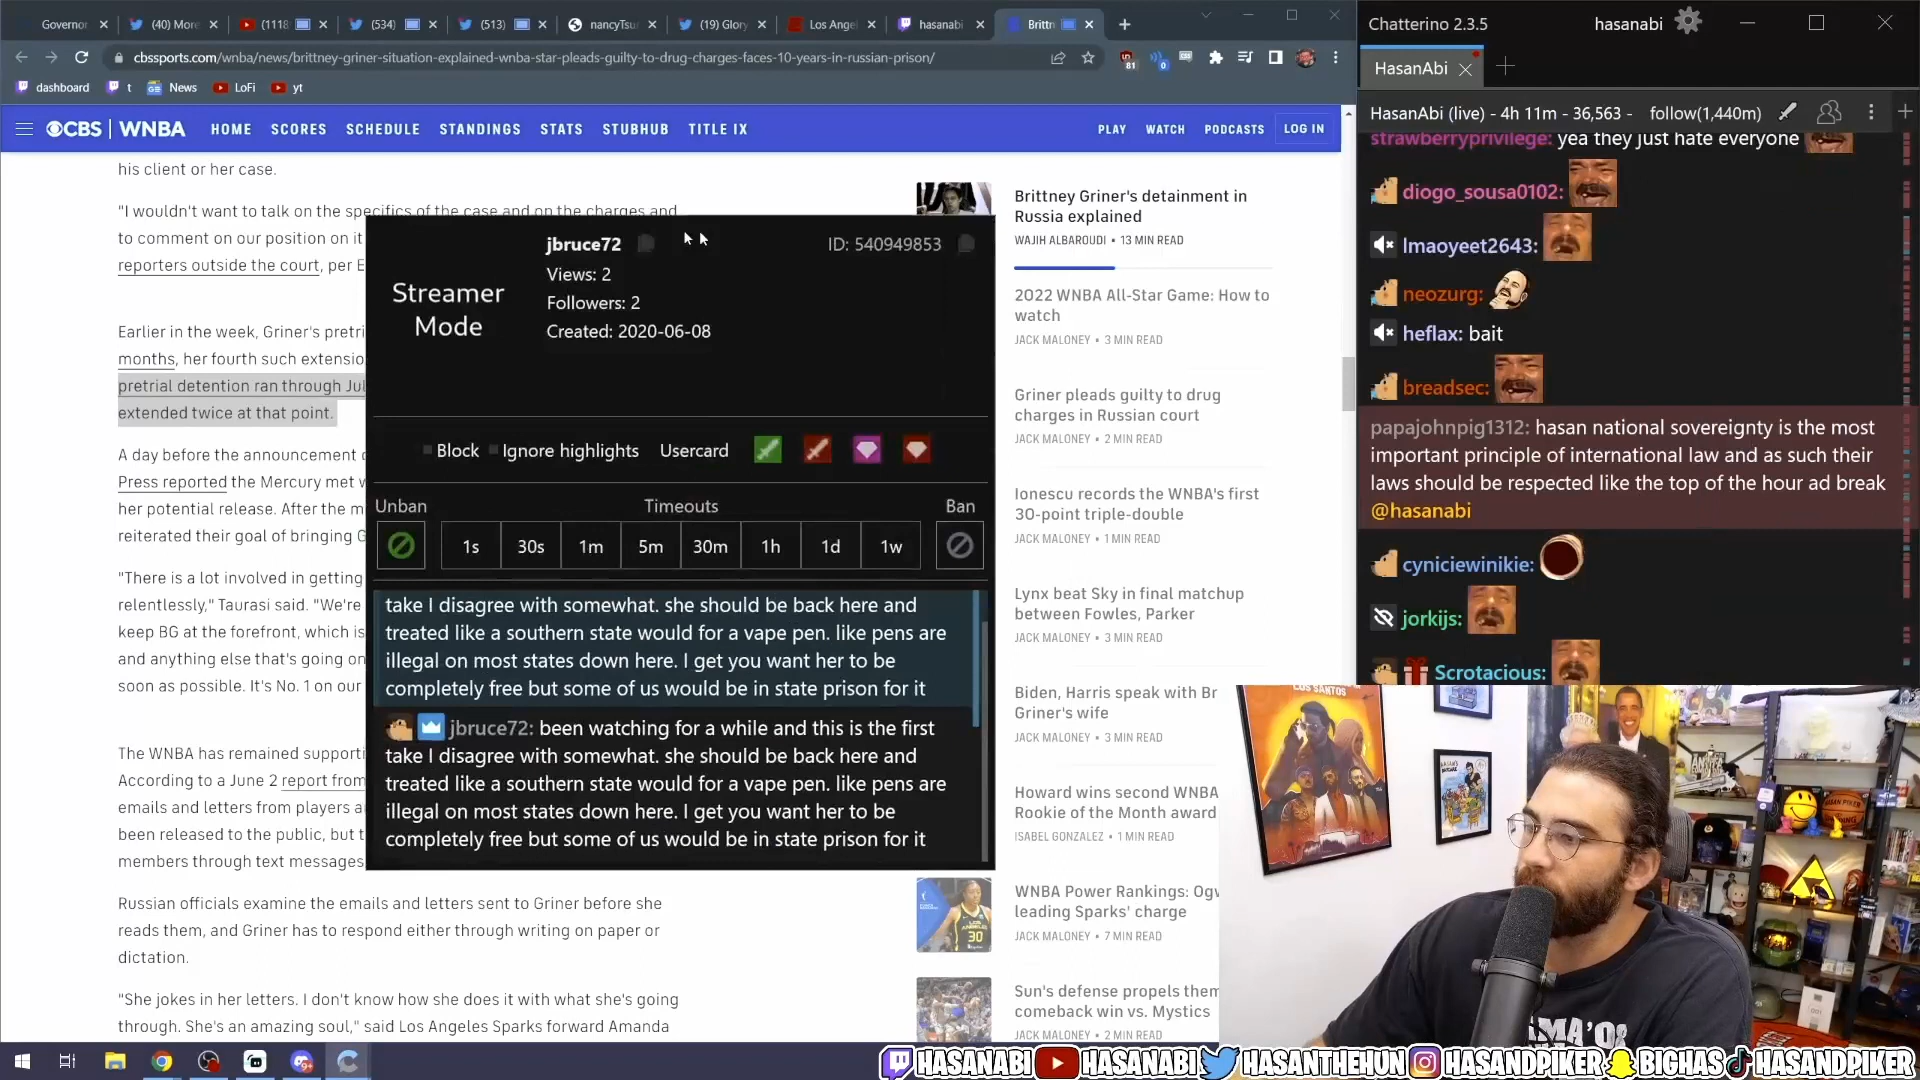 Governo
(40) More
(1118
(534)
(513)
nancyTsu
(19) Glory
Los Ange
hasanabi
Brittn
cbssports.com/wnba/news/brittney-griner-situation-explained-wnba-star-pleads-guilty-to-drug-charges-faces-10-years-in-russian-prison/
81
0
dashboard
t
News
LoFi
yt
CBS | WNBA
HOME
SCORES
SCHEDULE
STANDINGS
STATS
STUBHUB
TITLE IX
PLAY
WATCH
PODCASTS
LOG IN
his client or her case.
"I wouldn't want to talk on the specifics of the case and on the charges and
to comment on our position on it
reporters outside the court, per E
Earlier in the week, Griner's pretri
months, her fourth such extensio
pretrial detention ran through Jul
extended twice at that point.
A day before the announcement o
Press reported the Mercury met w
her potential release. After the m
reiterated their goal of bringing G
"There is a lot involved in getting
relentlessly," Taurasi said. "We're
keep BG at the forefront, which is
and anything else that's going on
soon as possible. It's No. 1 on our
The WNBA has remained supporti
According to a June 2 report from
emails and letters from players a
been released to the public, but t
members through text messages.
Russian officials examine the emails and letters sent to Griner before she
reads them, and Griner has to respond either through writing on paper or
dictation.
"She jokes in her letters. I don't know how she does it with what she's going
through. She's an amazing soul," said Los Angeles Sparks forward Amanda
Streamer
Mode
jbruce72
ID: 540949853
Views: 2
Followers: 2
Created: 2020-06-08
Block
Ignore highlights
Usercard
Unban
Timeouts
Ban
1s
30s
1m
5m
30m
1h
1d
1w
take I disagree with somewhat. she should be back here and
treated like a southern state would for a vape pen. like pens are
illegal on most states down here. I get you want her to be
completely free but some of us would be in state prison for it
jbruce72: been watching for a while and this is the first
take I disagree with somewhat. she should be back here and
treated like a southern state would for a vape pen. like pens are
illegal on most states down here. I get you want her to be
completely free but some of us would be in state prison for it
Brittney Griner's detainment in
Russia explained
WAJIH ALBAROUDI • 13 MIN READ
2022 WNBA All-Star Game: How to
watch
JACK MALONEY • 3 MIN READ
Griner pleads guilty to drug
charges in Russian court
JACK MALONEY • 2 MIN READ
Ionescu records the WNBA's first
30-point triple-double
JACK MALONEY • 1 MIN READ
Lynx beat Sky in final matchup
between Fowles, Parker
JACK MALONEY • 3 MIN READ
Biden, Harris speak with Br
Griner's wife
JACK MALONEY • 3 MIN READ
Howard wins second WNBA
Rookie of the Month award
ISABEL GONZALEZ • 1 MIN READ
WNBA Power Rankings: Ogw
leading Sparks' charge
JACK MALONEY • 7 MIN READ
Sun's defense propels them
comeback win vs. Mystics
JACK MALONEY • 2 MIN READ
Chatterino 2.3.5
hasanabi
HasanAbi
HasanAbi (live) - 4h 11m - 36,563 -
follow(1,440m)
strawberryprivilege: yea they just hate everyone
diogo_sousa0102:
lmaoyeet2643:
neozurg:
heflax: bait
breadsec:
papajohnpig1312: hasan national sovereignty is the most
important principle of international law and as such their
laws should be respected like the top of the hour ad break
@hasanabi
cyniciewinikie:
jorkijs:
Scrotacious:
LOS SANTOS
HASANABI
HASANABI
HASANTHEHUN
HASANDPIKER
BIGHAS
HASANDPIKER